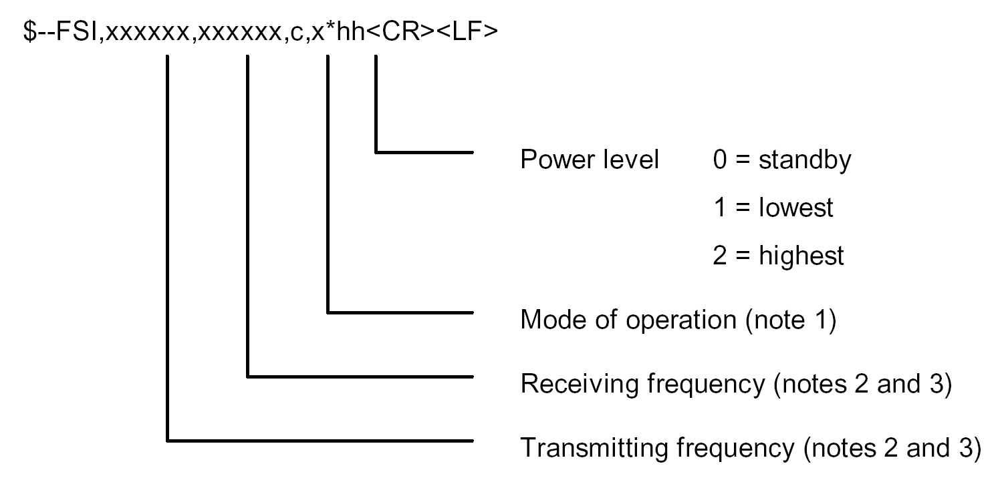 $--FSI,xxxxxx,xxxxxx,c,x*hh<CR><LF>
Power level 0 = standby
1 = lowest
2 = highest
Mode of operation (note 1)
Receiving frequency (notes 2 and 3)
Transmitting frequency (notes 2 and 3)